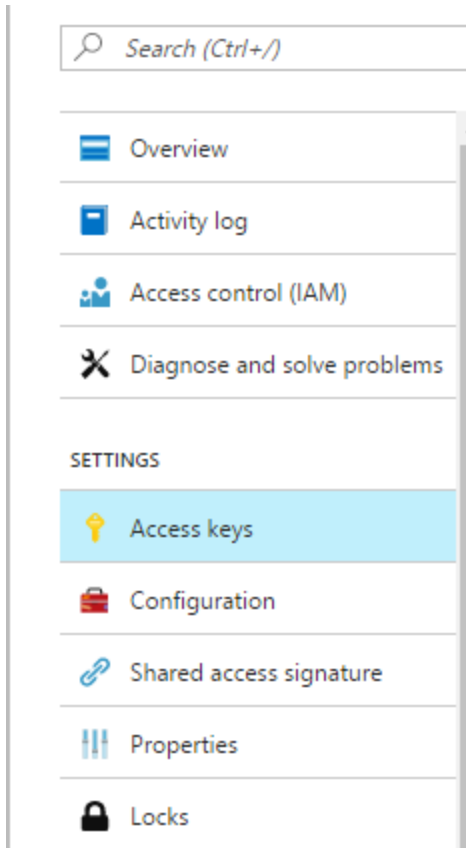 Search (Ctrl+/)
Overview
Activity log
Access control (IAM)
Diagnose and solve problems
SETTINGS
Access keys
Configuration
Shared access signature
Properties
Locks